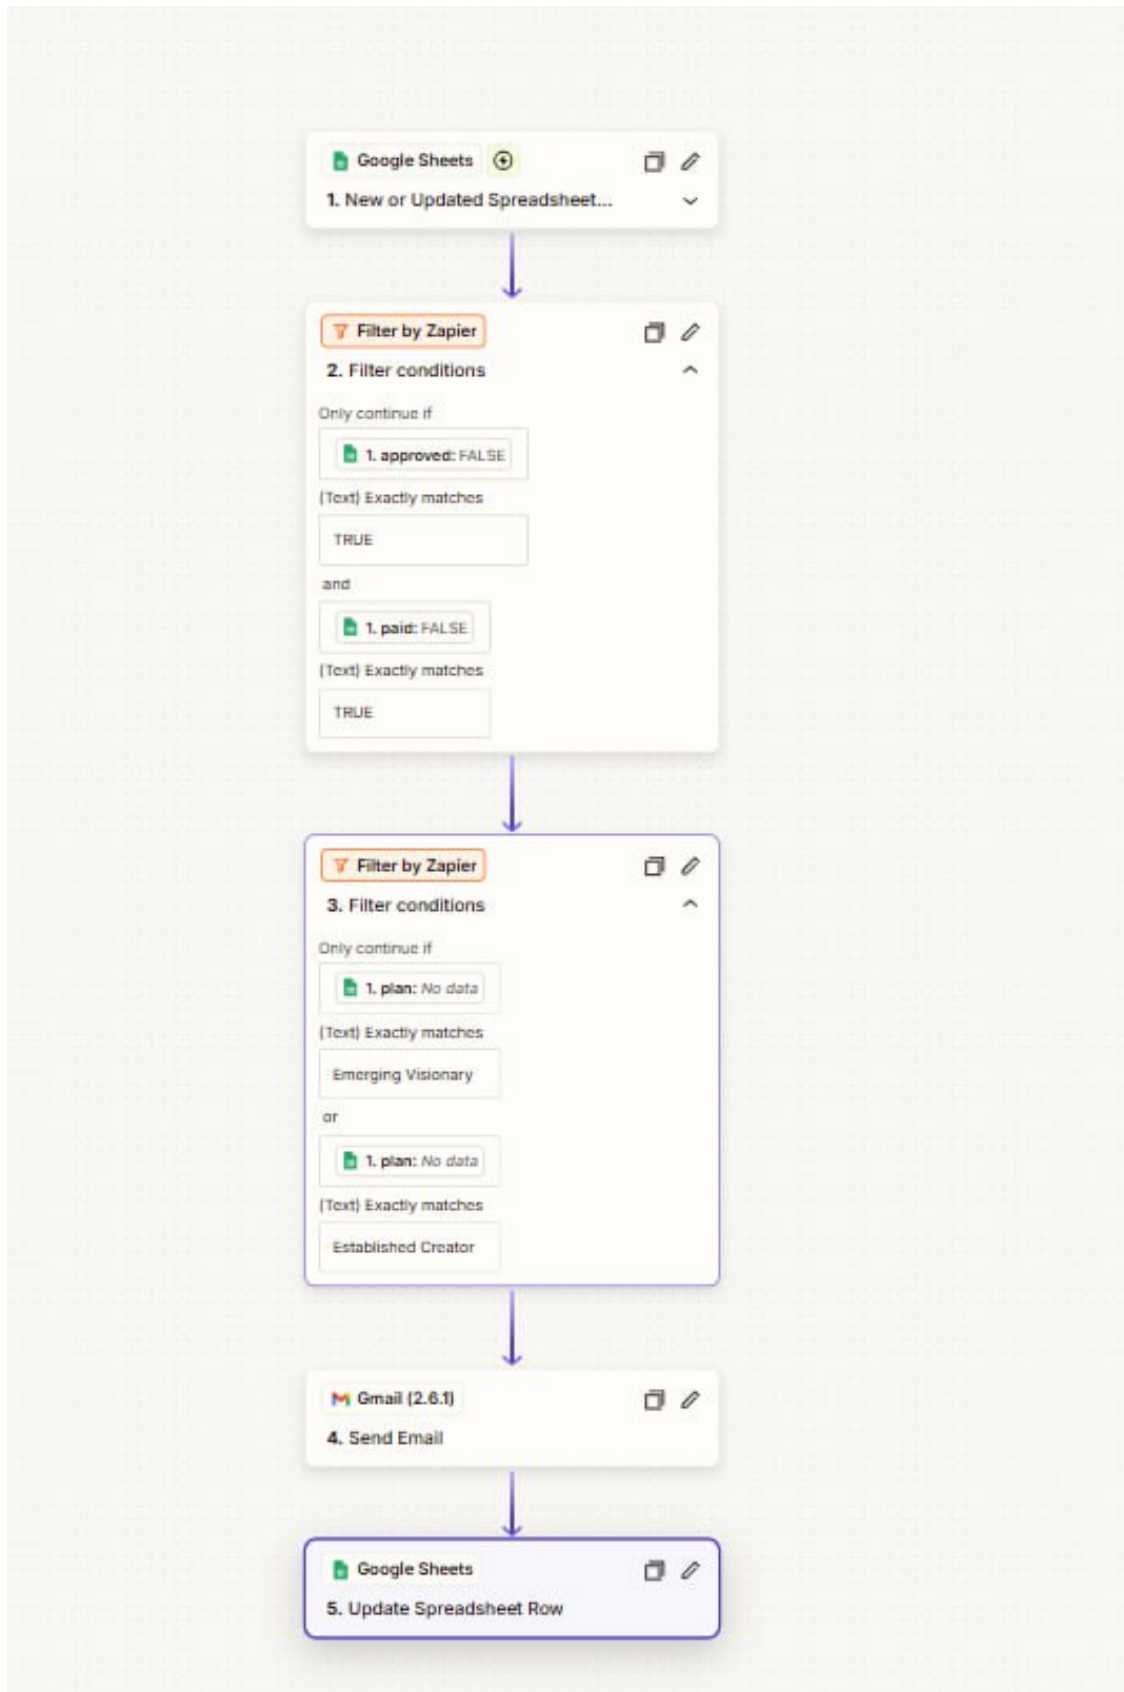 Google Sheets
1. New or Updated Spreadsheet...
Filter by Zapier
2. Filter conditions
Only continue if
1. approved: FALSE
(Text) Exactly matches
TRUE
and
1. paid: FALSE
(Text) Exactly matches
TRUE
Filter by Zapier
3. Filter conditions
Only continue if
1. plan: No data
(Text) Exactly matches
Emerging Visionary
or
1. plan: No data
(Text) Exactly matches
Established Creator
Gmail (2.6.1)
4. Send Email
Google Sheets
5. Update Spreadsheet Row